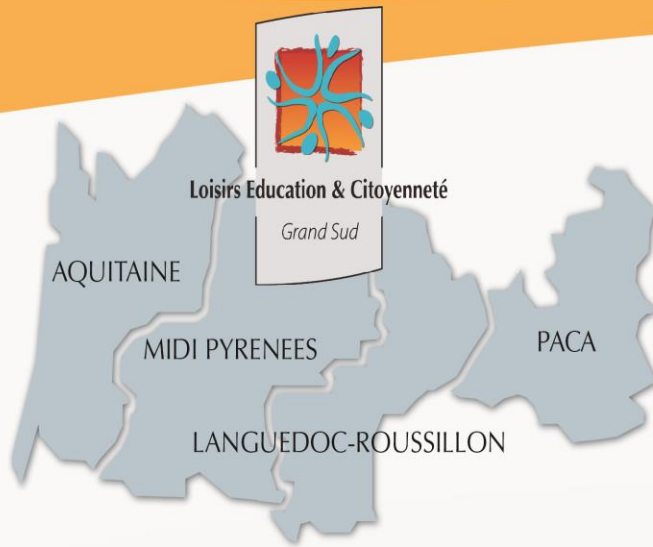 Loisirs Education & Citoyenneté
Grand Sud
AQUITAINE
MIDI PYRENEES
PACA
LANGUEDOC-ROUSSILLON